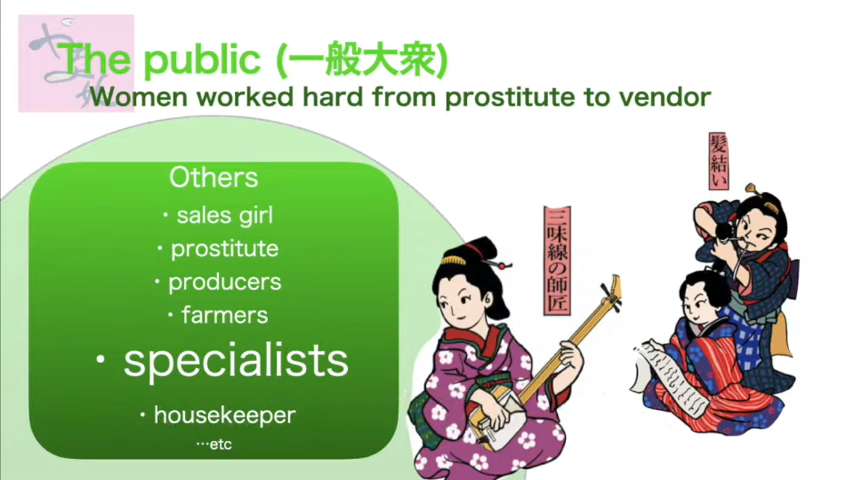 The public (一般大衆)
Women worked hard from prostitute to vendor
Others
・sales girl
・prostitute
・producers
・farmers
・specialists
・housekeeper
…etc
三味線の師匠
髪結い